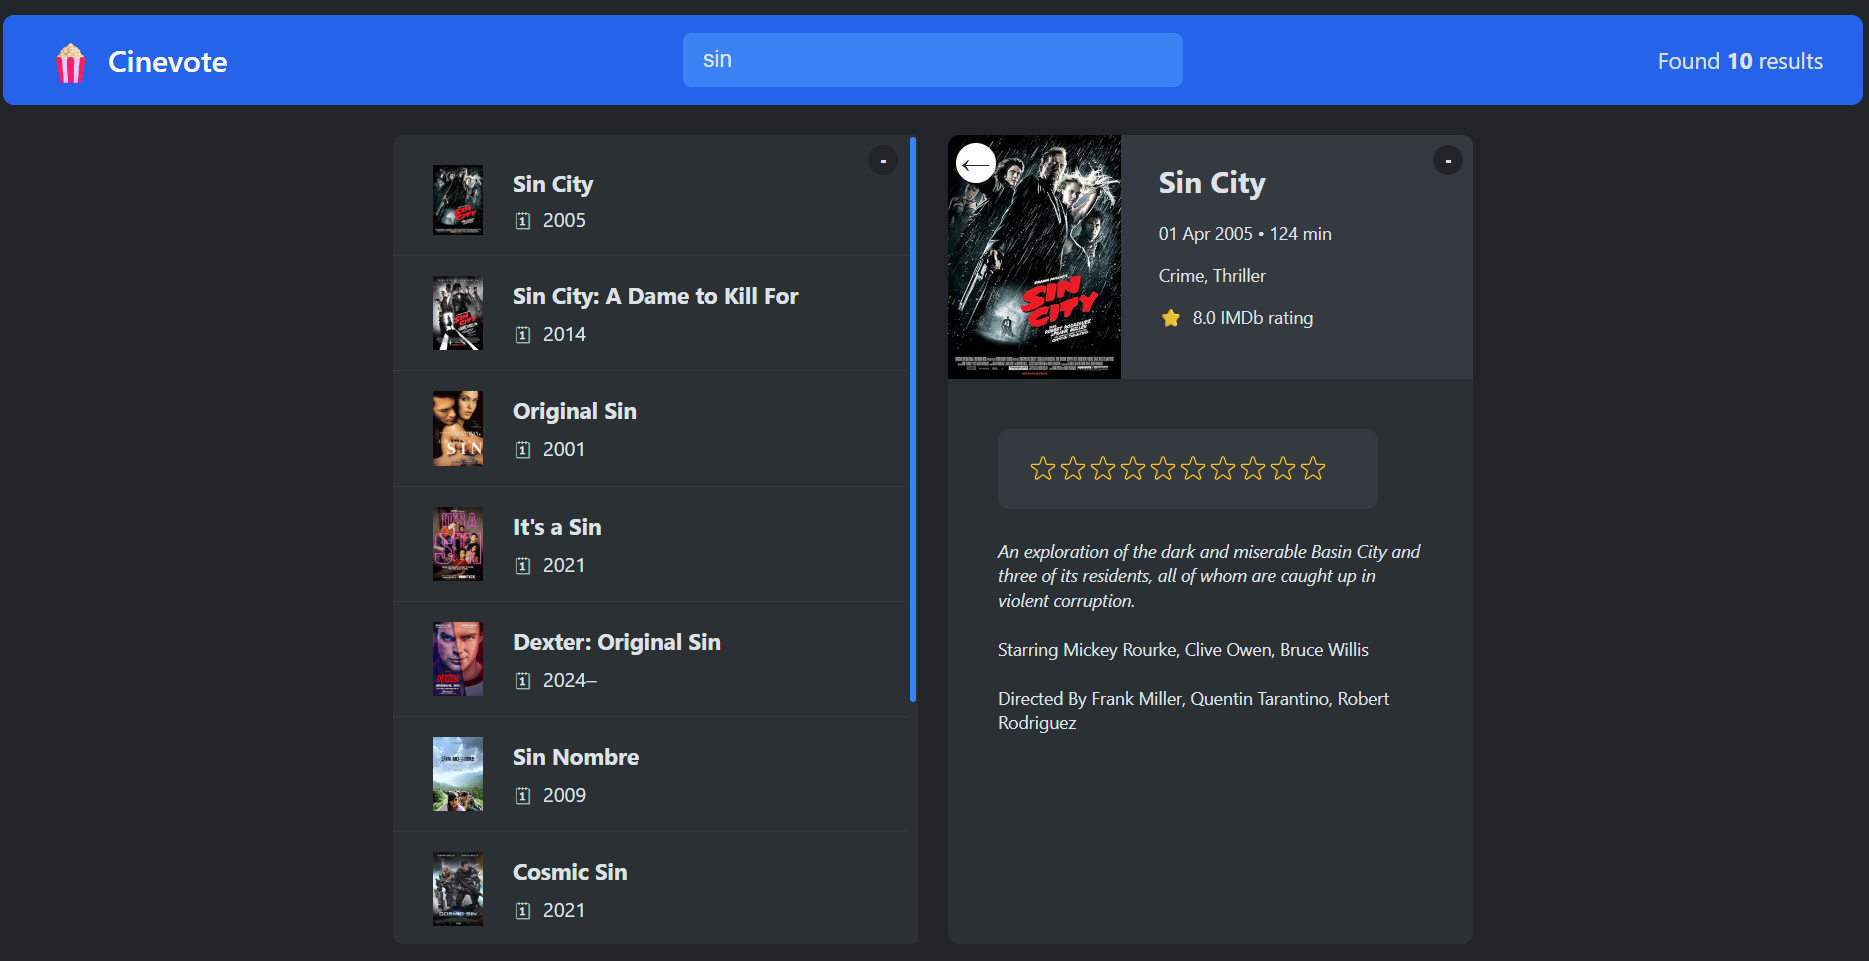 Cinevote
sin
Found 10 results
-
Sin City
2005
Sin City: A Dame to Kill For
2014
Original Sin
2001
It's a Sin
2021
Dexter: Original Sin
2024–
Sin Nombre
2009
Cosmic Sin
2021
←
SIN
CITY
-
Sin City
01 Apr 2005 • 124 min
Crime, Thriller
8.0 IMDb rating
An exploration of the dark and miserable Basin City and
three of its residents, all of whom are caught up in
violent corruption.
Starring Mickey Rourke, Clive Owen, Bruce Willis
Directed By Frank Miller, Quentin Tarantino, Robert
Rodriguez